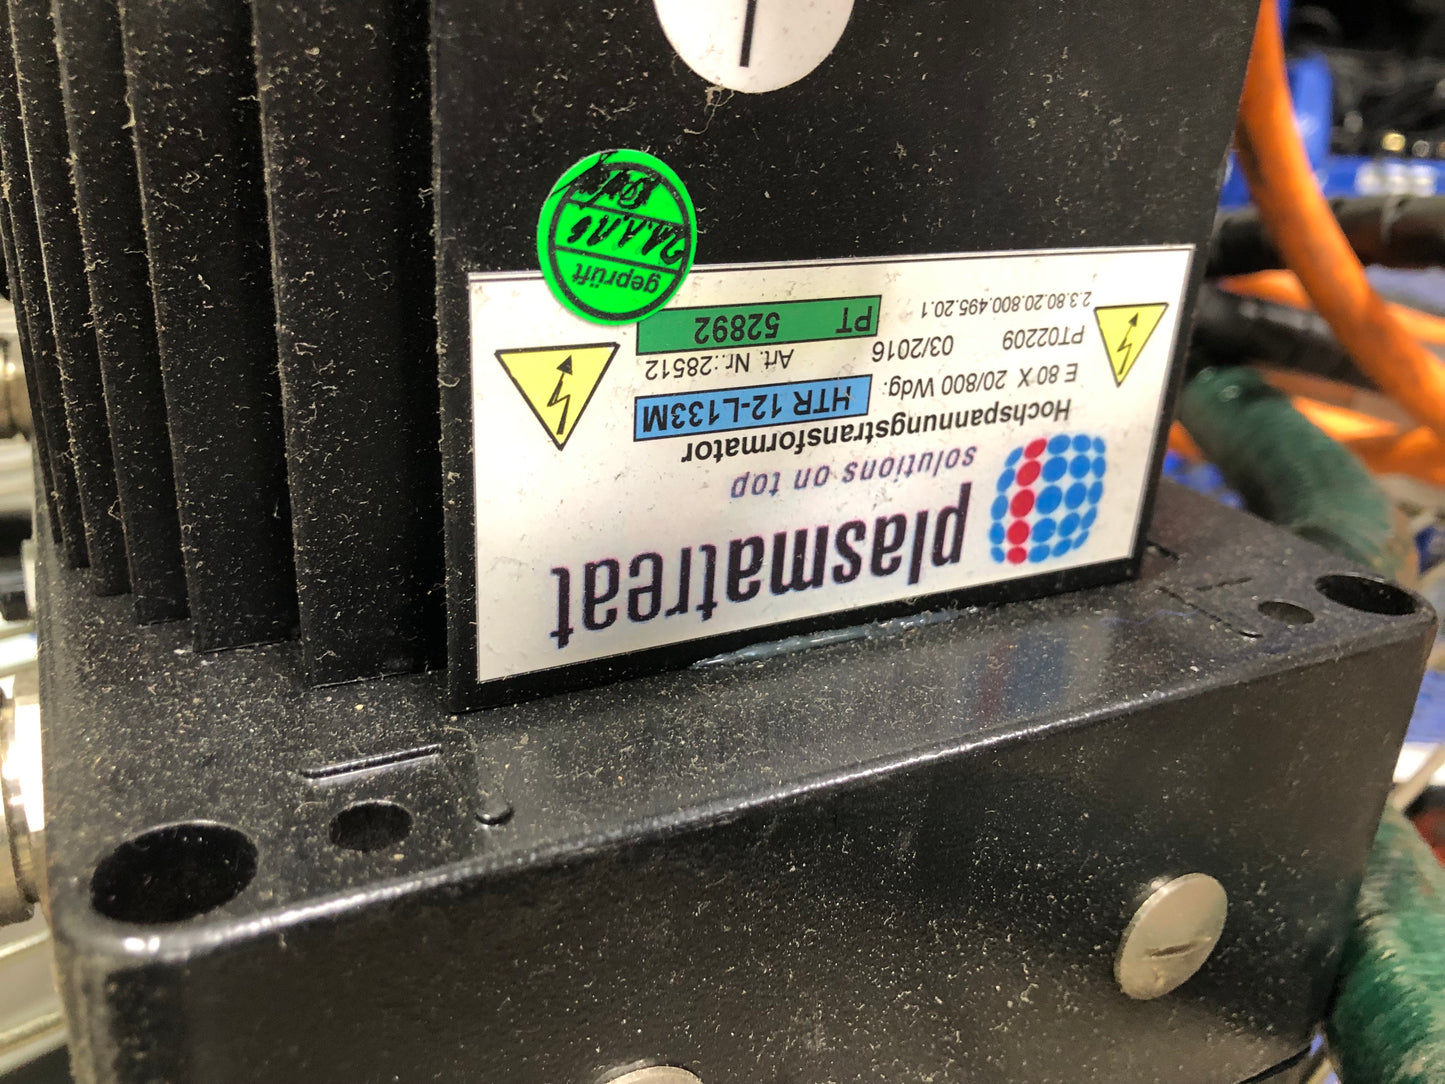 plasmatreat
solutions on top
Hochspannungstransformator
E 80 X 20/800 Wdg.
HTR 12-L133M
PT02209
03/2016
Art. Nr.:28512
2.3.80.20.800.495.20.1
PT 52892
geprüft